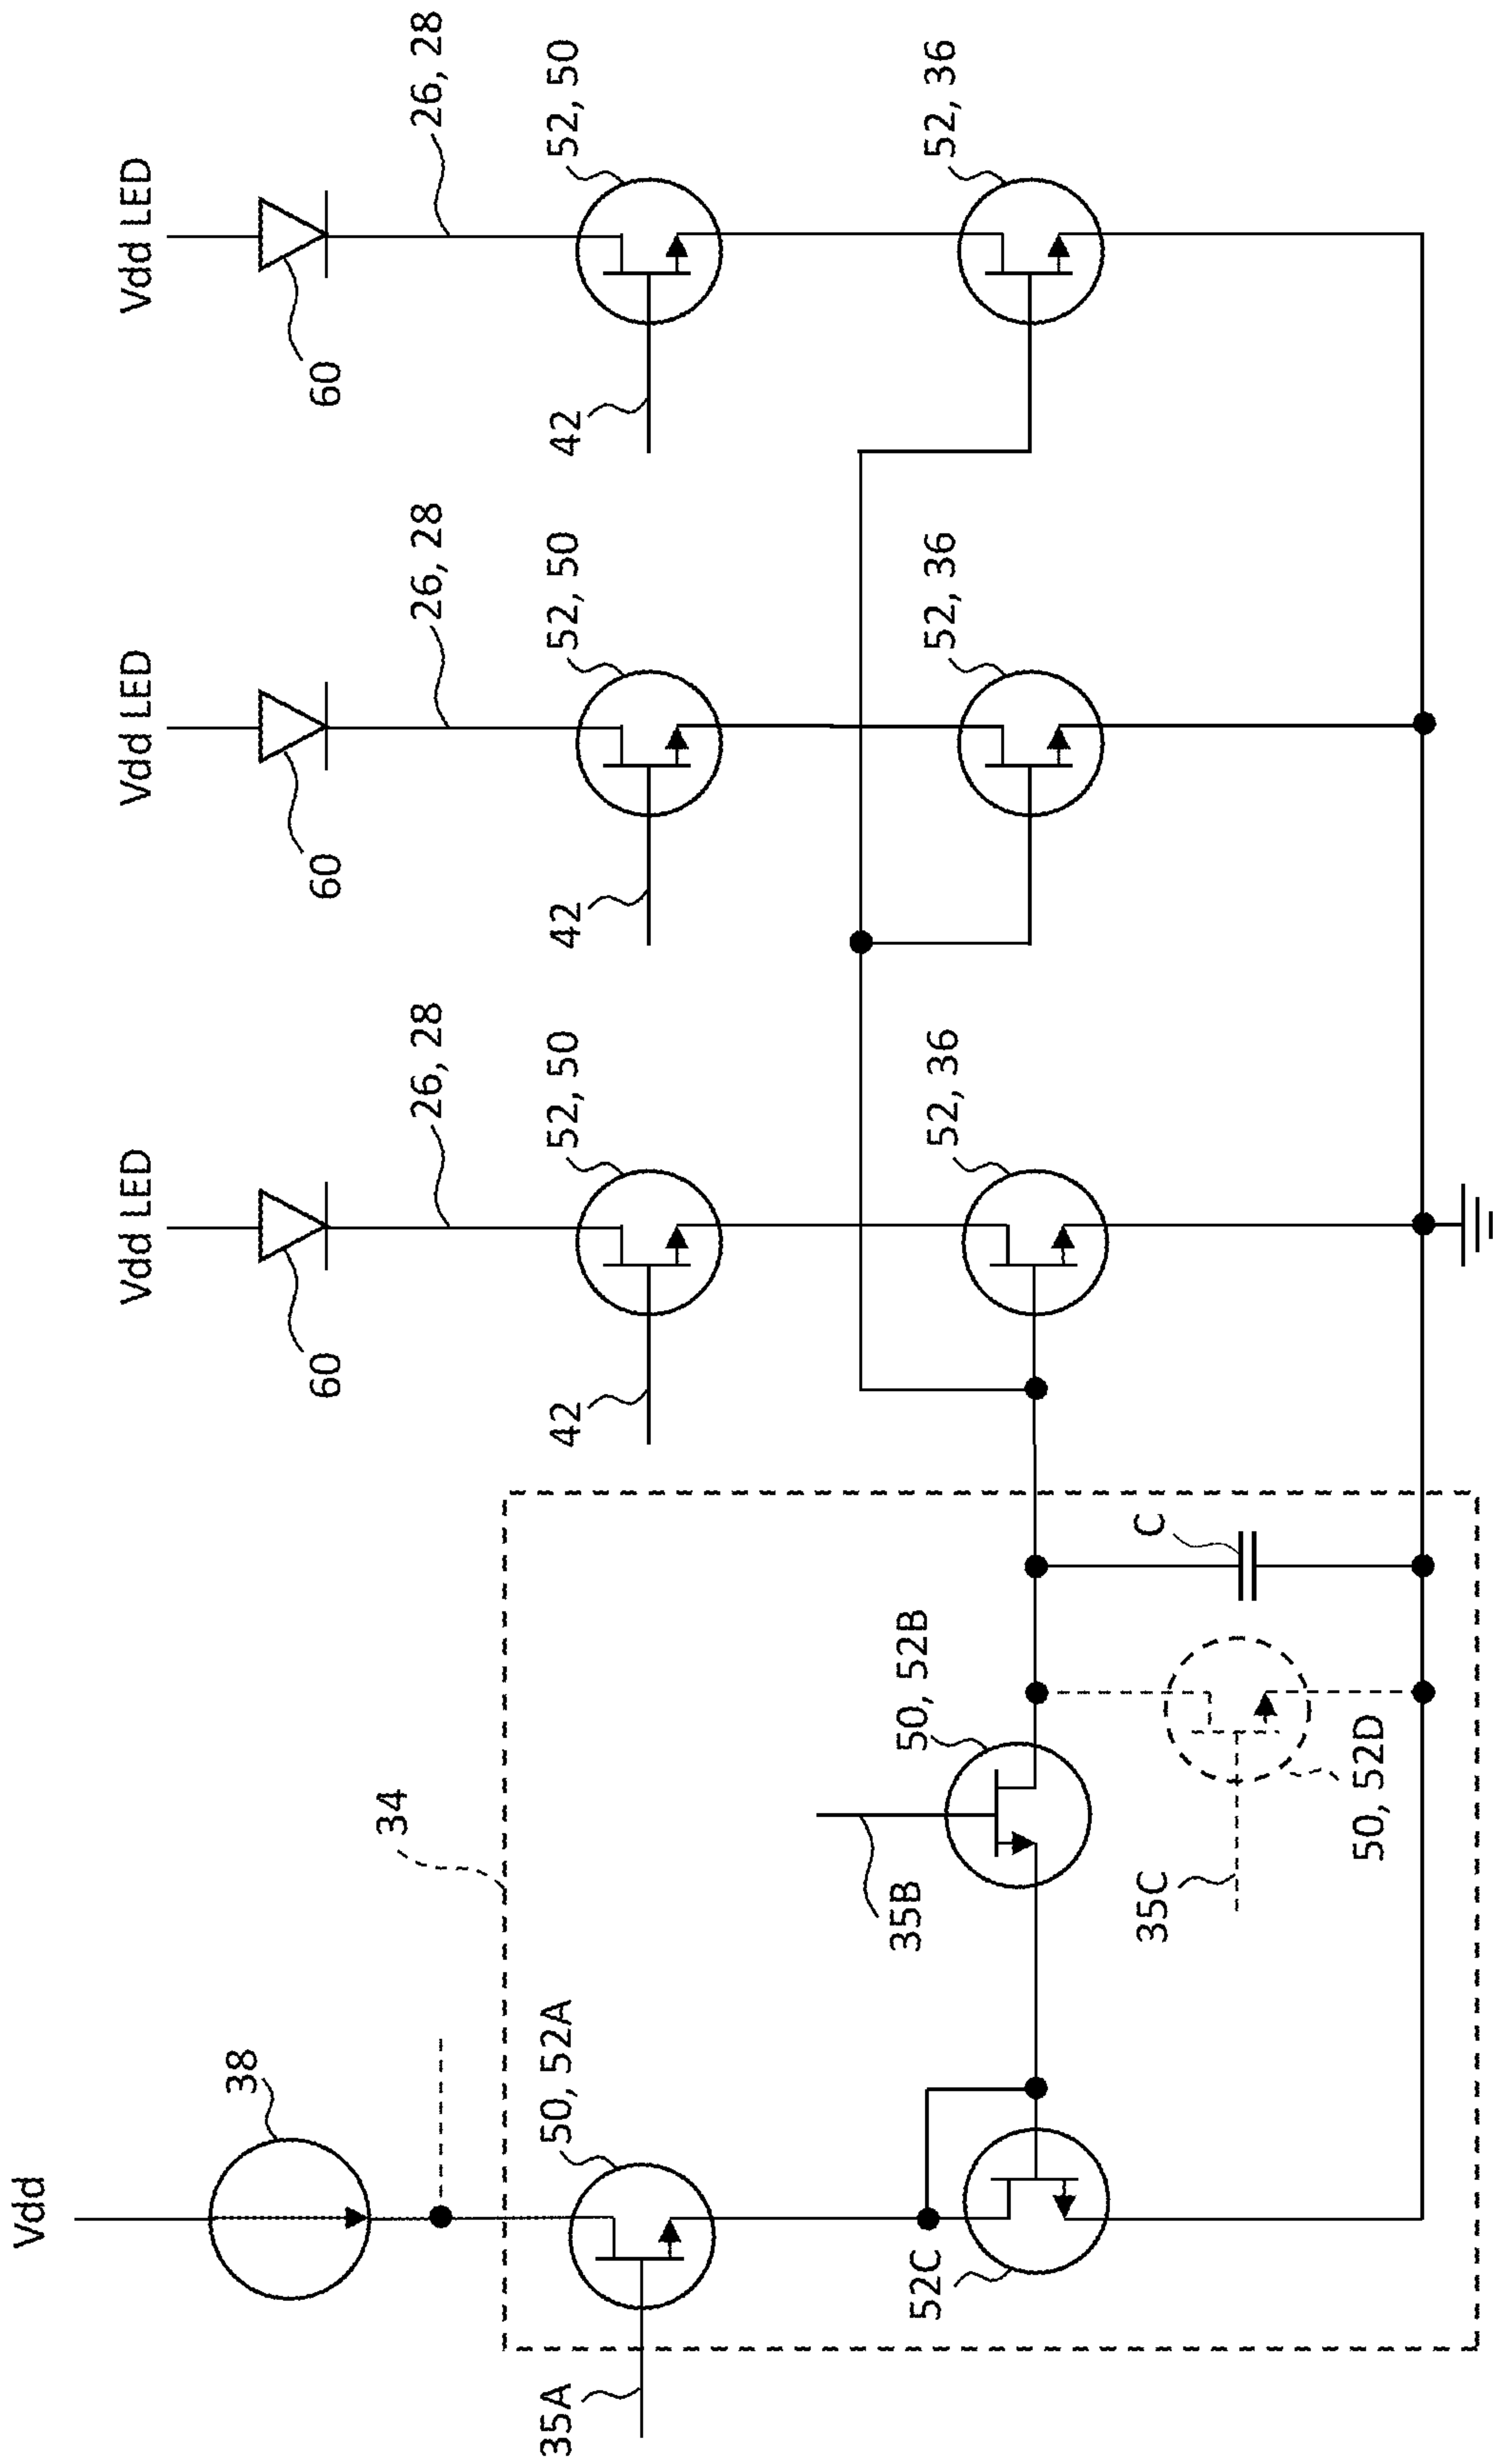 Vdd
Vdd LED
Vdd LED
Vdd LED
38
60
60
60
34
26, 28
26, 28
26, 28
35A
50, 52A
42
52, 50
42
52, 50
42
52, 50
52C
35B
50, 52B
52, 36
52, 36
52, 36
35C
C
50, 52D